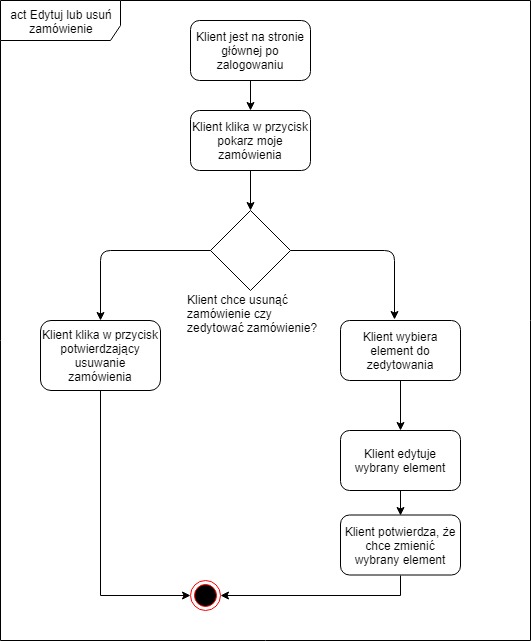 act Edytuj lub usuń
zamówienie
Klient jest na stronie
głównej po
zalogowaniu
Klient klika w przycisk
pokarz moje
zamówienia
Klient chce usunąć
zamówienie czy
zedytować zamówienie?
Klient klika w przycisk
potwierdzający
usuwanie
zamówienia
Klient wybiera
element do
zedytowania
Klient edytuje
wybrany element
Klient potwierdza, że
chce zmienić
wybrany element